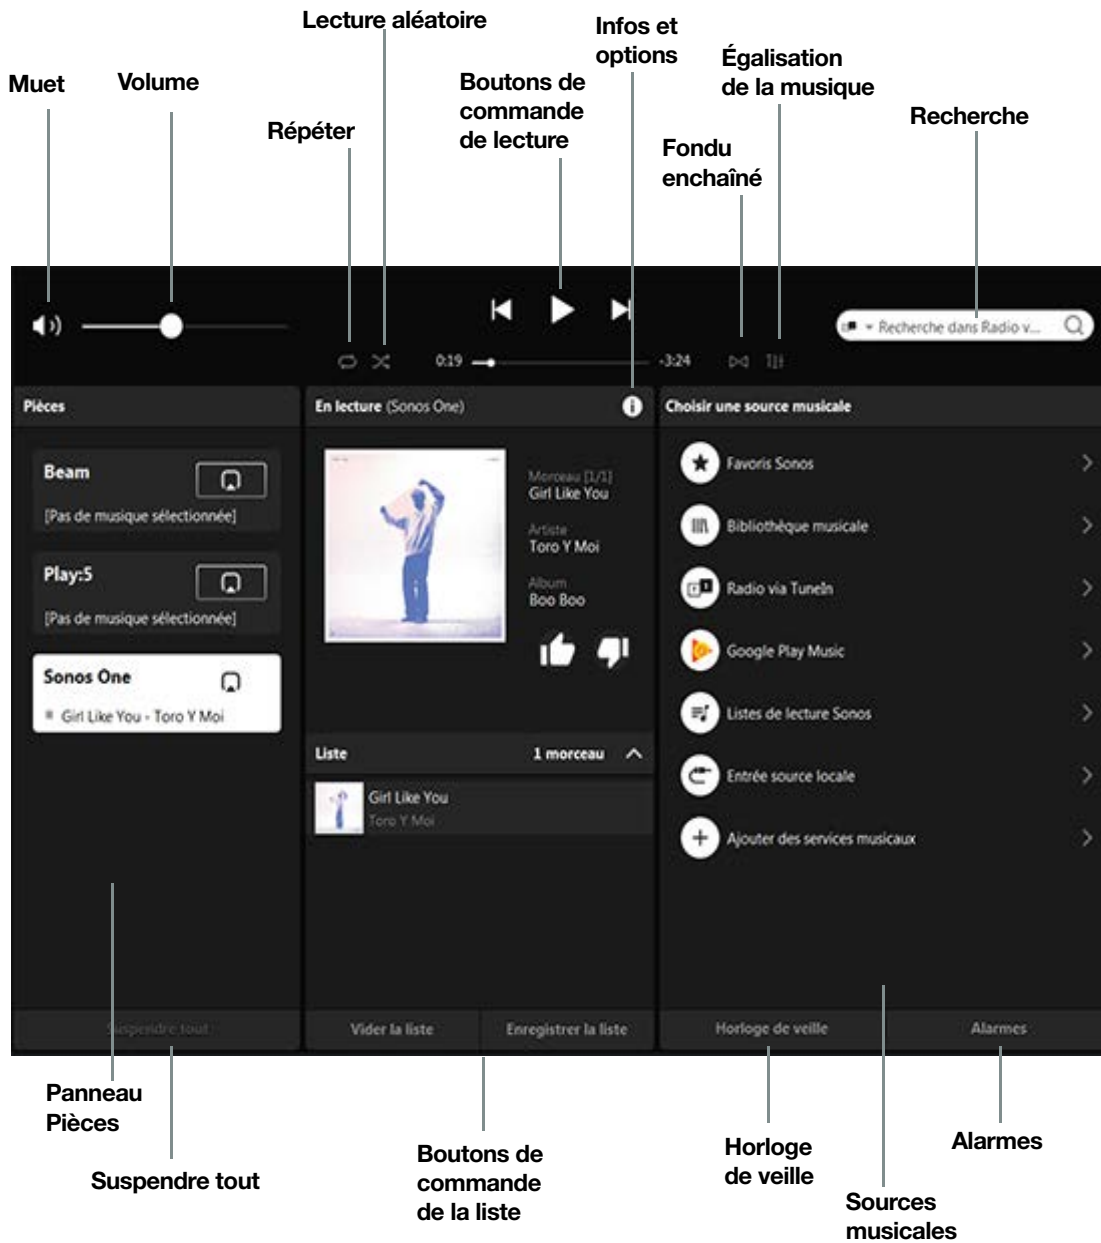 Lecture aléatoire
Infos et
options
Muet
Volume
Répéter
Boutons de
commande
de lecture
Égalisation
de la musique
Fondu
enchaîné
Recherche
Recherche dans Radio v...
0:19
-3:24
Pièces
Beam
[Pas de musique sélectionnée]
Play:5
[Pas de musique sélectionnée]
Sonos One
Girl Like You - Toro Y Moi
Suspendre tout
En lecture (Sonos One)
Morceau [1/1]
Girl Like You
Artiste
Toro Y Moi
Album
Boo Boo
Liste
1 morceau
Girl Like You
Toro Y Moi
Vider la liste
Enregistrer la liste
Choisir une source musicale
Favoris Sonos
Bibliothèque musicale
Radio via TuneIn
Google Play Music
Listes de lecture Sonos
Entrée source locale
Ajouter des services musicaux
Horloge de veille
Alarmes
Panneau
Pièces
Suspendre tout
Boutons de
commande
de la liste
Horloge
de veille
Sources
musicales
Alarmes